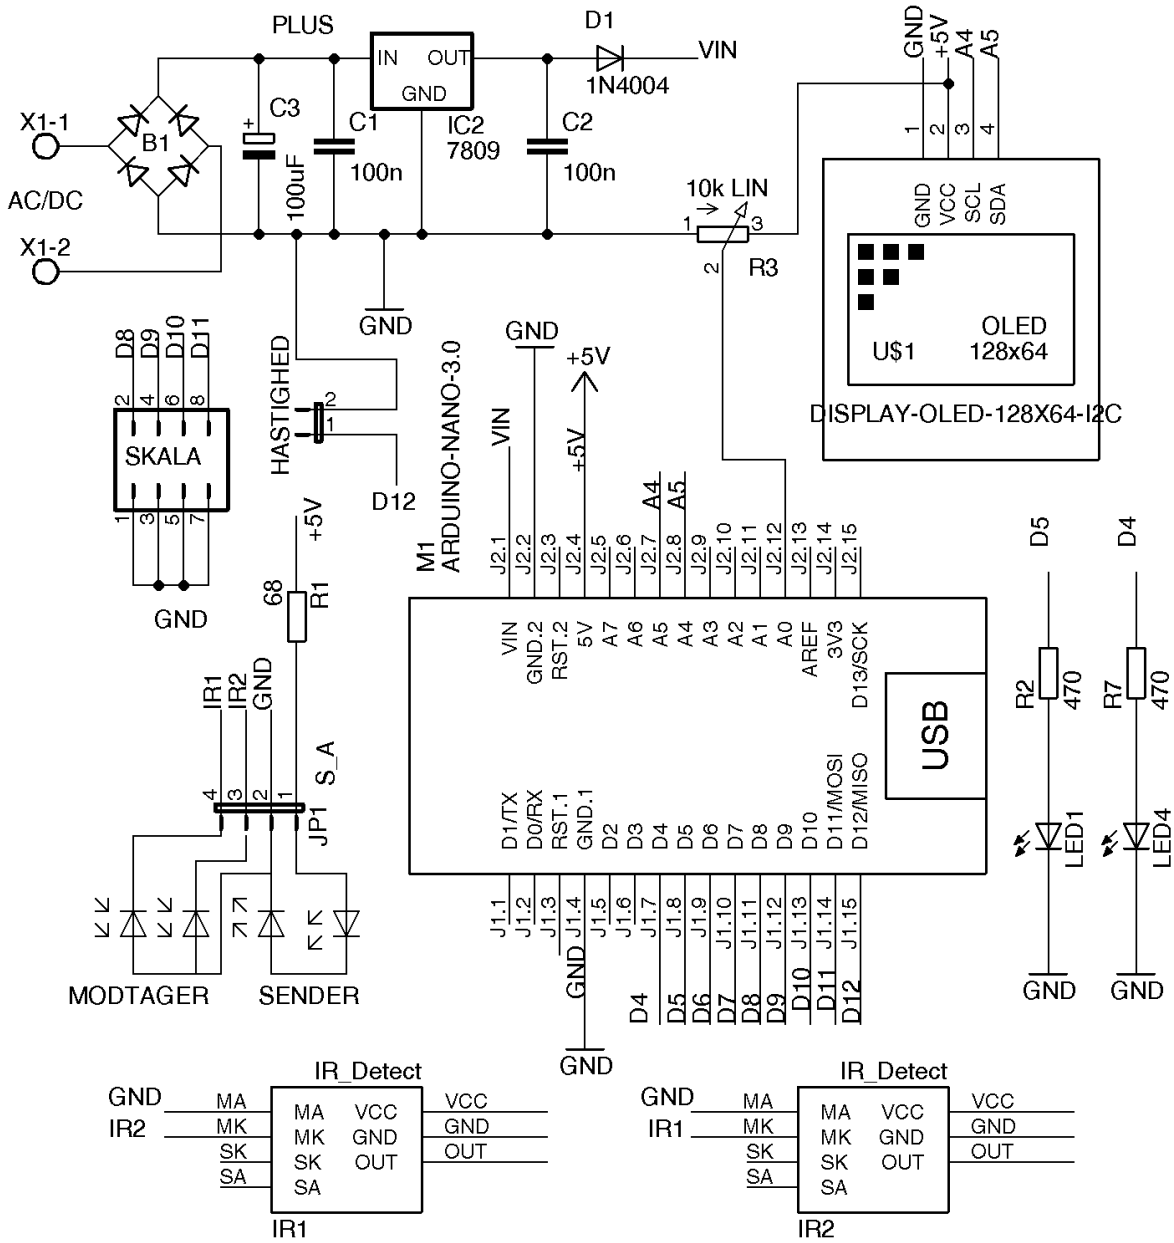 PLUS
D1
1N4004
VIN
IN
OUT
GND
IC2
7809
X1-1
B1
AC/DC
X1-2
C3
+
100uF
C1
100n
C2
100n
GND
+5V
A4
A5
1
2
3
4
GND
VCC
SCL
SDA
OLED
128x64
U$1
DISPLAY-OLED-128X64-I2C
10k LIN
1
3
2
R3
GND
D8
D9
D10
D11
2
4
6
8
SKALA
1
3
5
7
GND
HASTIGHED
2
1
D12
+5V
68
R1
IR1
IR2
GND
S_A
4
3
2
1
JP1
MODTAGER
SENDER
M1
ARDUINO-NANO-3.0
VIN
GND
+5V
+5V
A4
A5
J2.1
J2.2
J2.3
J2.4
J2.5
J2.6
J2.7
J2.8
J2.9
J2.10
J2.11
J2.12
J2.13
J2.14
J2.15
VIN
GND.2
RST.2
5V
A7
A6
A5
A4
A3
A2
A1
A0
AREF
3V3
D13/SCK
USB
D1/TX
D0/RX
RST.1
GND.1
D2
D3
D4
D5
D6
D7
D8
D9
D10
D11/MOSI
D12/MISO
J1.1
J1.2
J1.3
J1.4
J1.5
J1.6
J1.7
J1.8
J1.9
J1.10
J1.11
J1.12
J1.13
J1.14
J1.15
GND
D4
D5
D6
D7
D8
D9
D10
D11
D12
GND
D5
R2
470
LED1
GND
D4
R7
470
LED4
GND
IR_Detect
GND
IR2
MA
MK
SK
SA
MA
MK
SK
SA
VCC
GND
OUT
VCC
GND
OUT
IR1
IR_Detect
GND
IR1
MA
MK
SK
SA
MA
MK
SK
SA
VCC
GND
OUT
VCC
GND
OUT
IR2